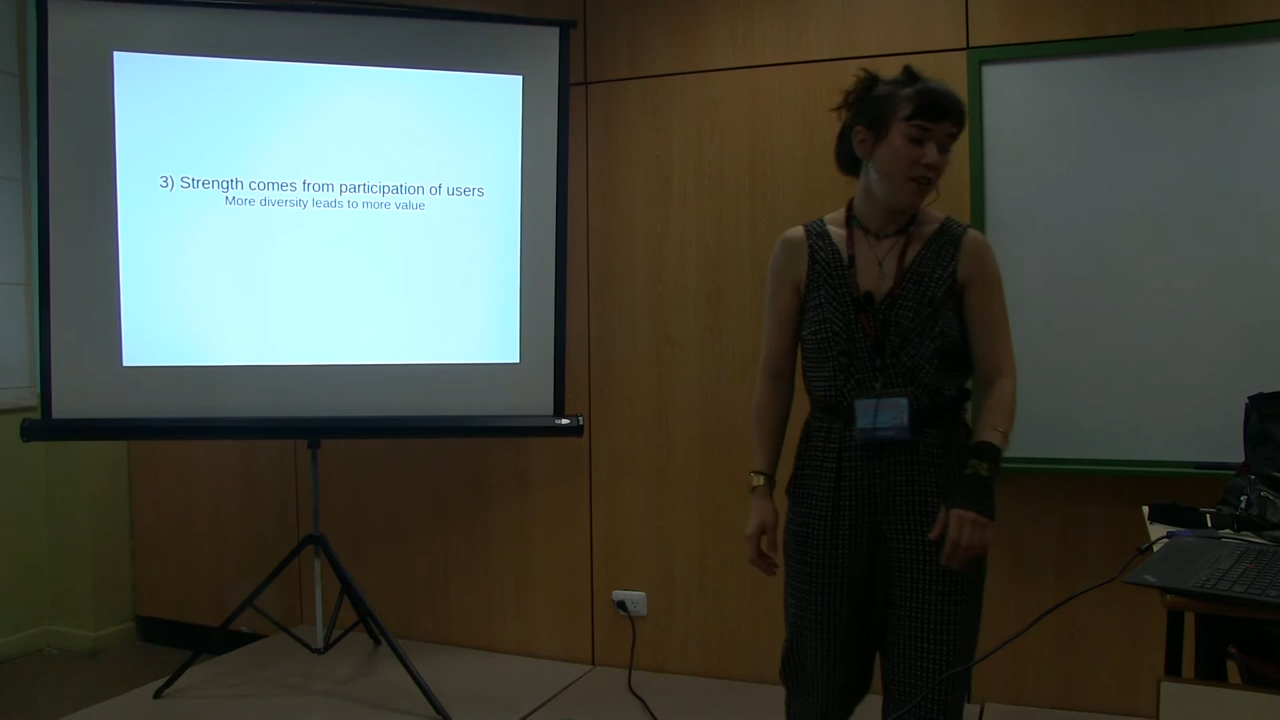 3) Strength comes from participation of users
More diversity leads to more value